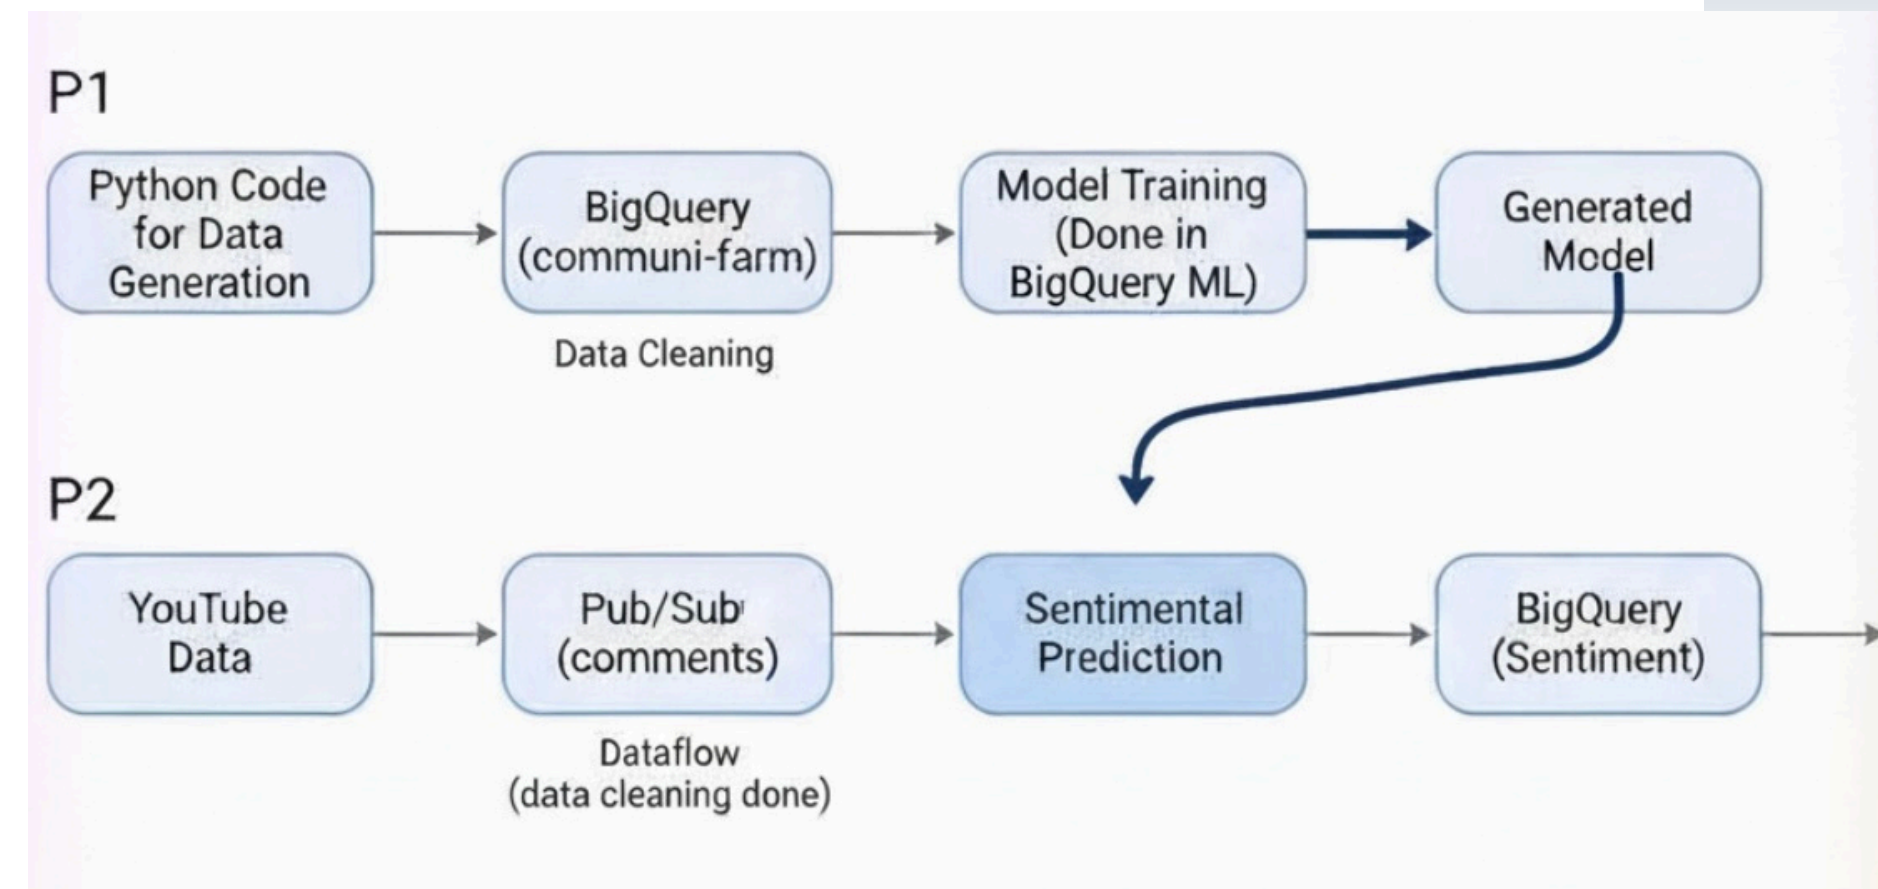 P1
Python Code
for Data
Generation
BigQuery
(communi-farm)
Data Cleaning
Model Training
(Done in
BigQuery ML)
Generated
Model
P2
YouTube
Data
Pub/Sub
(comments)
Dataflow
(data cleaning done)
Sentimental
Prediction
BigQuery
(Sentiment)